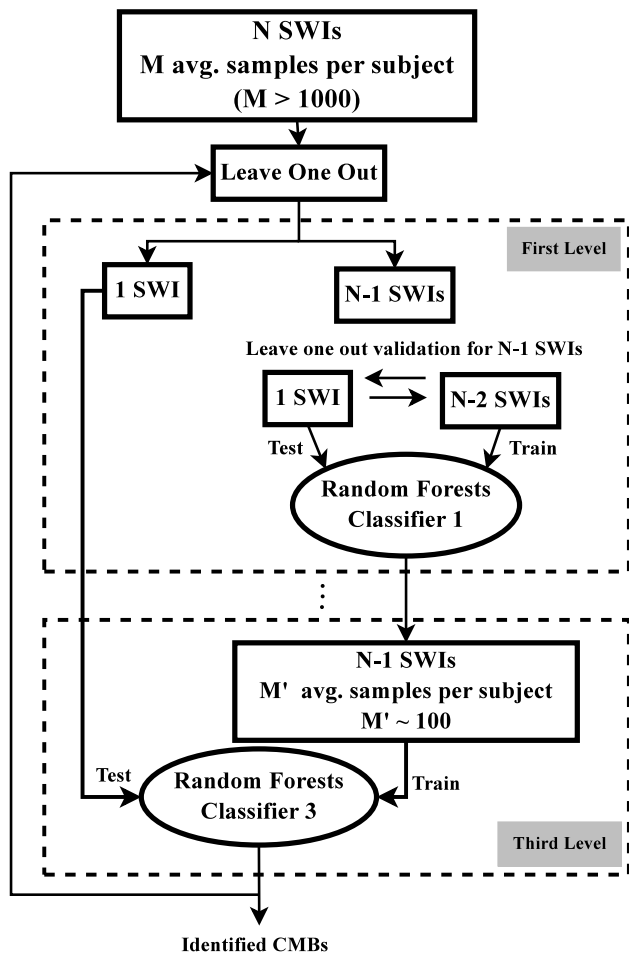 N SWIs
M avg. samples per subject
(M > 1000)
Leave One Out
First Level
1 SWI
N-1 SWIs
Leave one out validation for N-1 SWIs
1 SWI
N-2 SWIs
Test
Train
Random Forests
Classifier 1
⋮
N-1 SWIs
M' avg. samples per subject
M' ~ 100
Test
Random Forests
Classifier 3
Train
Third Level
Identified CMBs